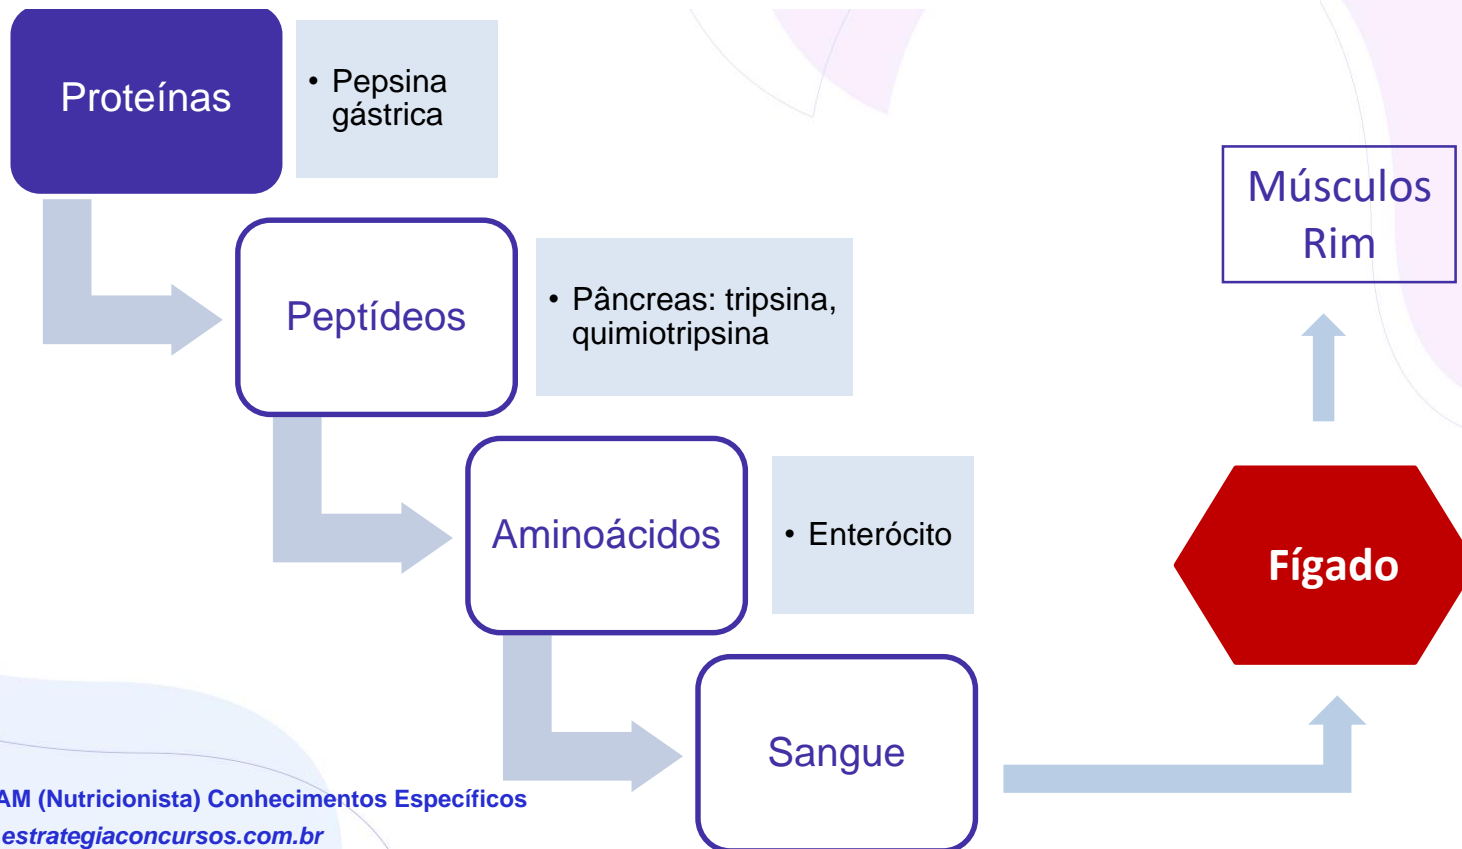 Proteínas
• Pepsina
gástrica
Peptídeos
• Pâncreas: tripsina,
quimiotripsina
Aminoácidos
• Enterócito
Sangue
Fígado
Músculos
Rim
AM (Nutricionista) Conhecimentos Específicos
estrategiaconcursos.com.br